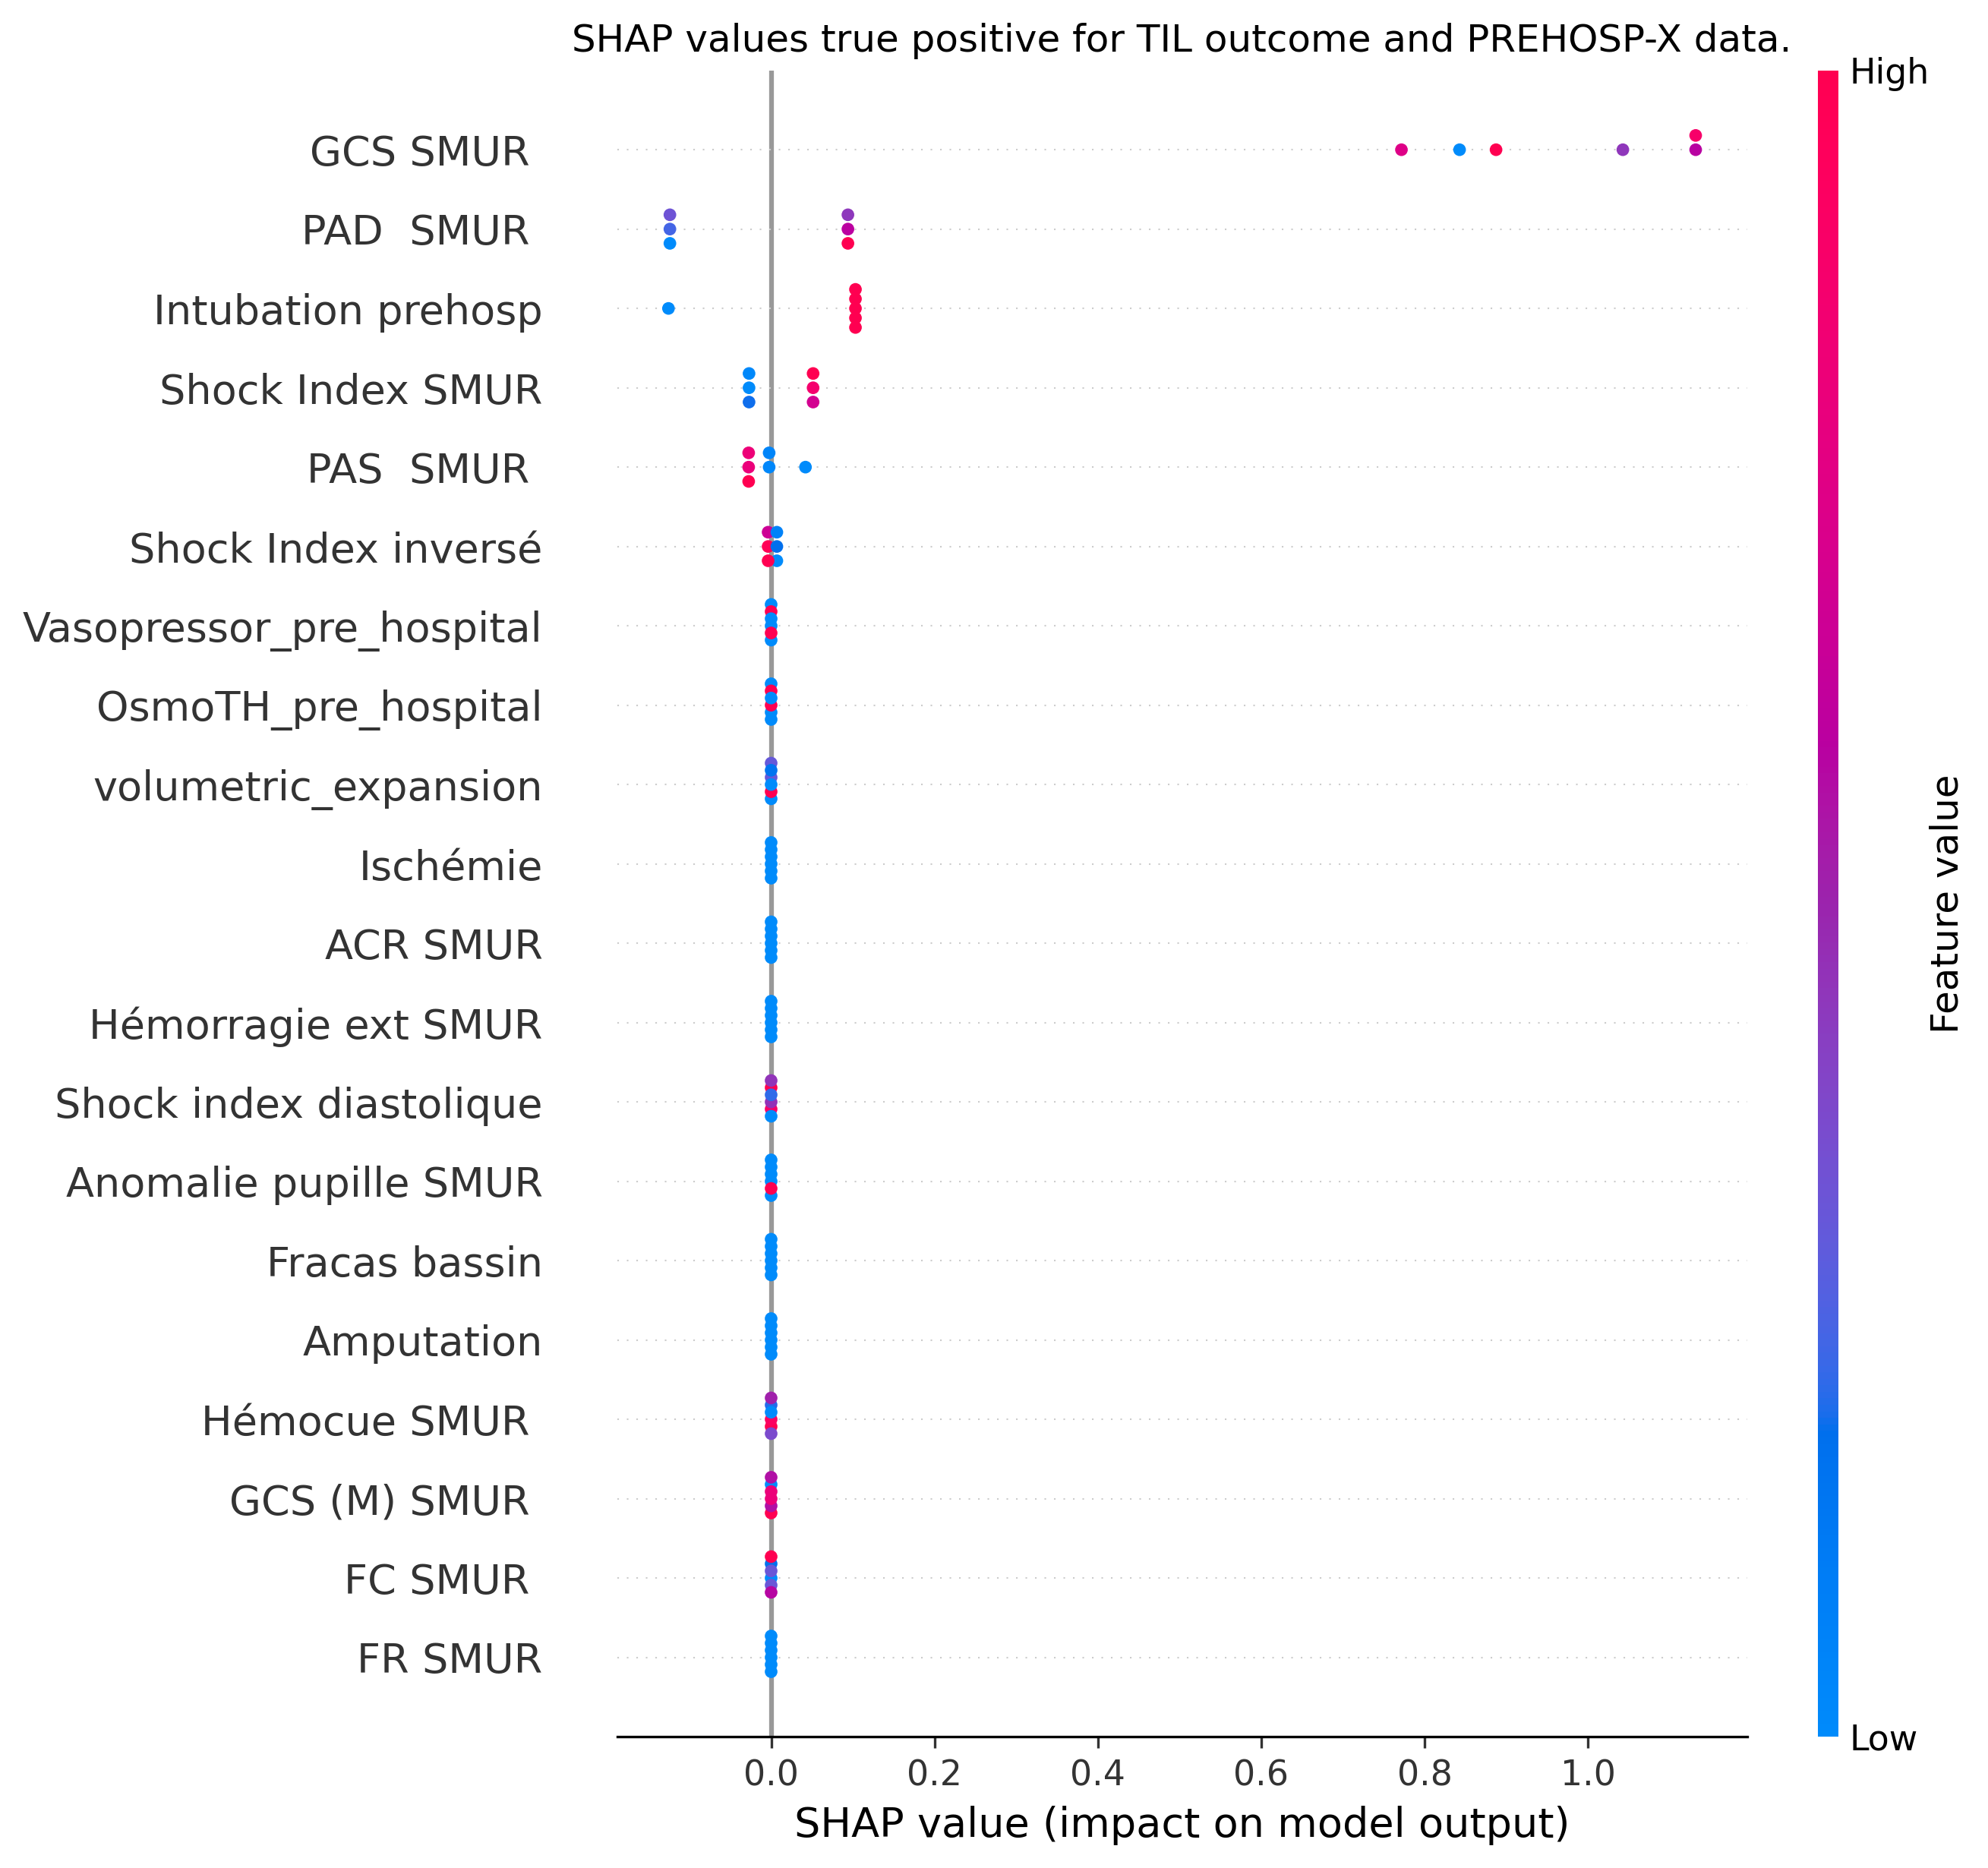 SHAP values true positive for TIL outcome and PREHOSP-X data.
High
GCS SMUR
PAD  SMUR
Intubation prehosp
Shock Index SMUR
PAS  SMUR
Shock Index inversé
Vasopressor_pre_hospital
OsmoTH_pre_hospital
volumetric_expansion
Ischémie
ACR SMUR
Hémorragie ext SMUR
Shock index diastolique
Anomalie pupille SMUR
Fracas bassin
Amputation
Hémocue SMUR
GCS (M) SMUR
FC SMUR
FR SMUR
Feature value
Low
0.0 0.2 0.4 0.6 0.8 1.0
SHAP value (impact on model output)